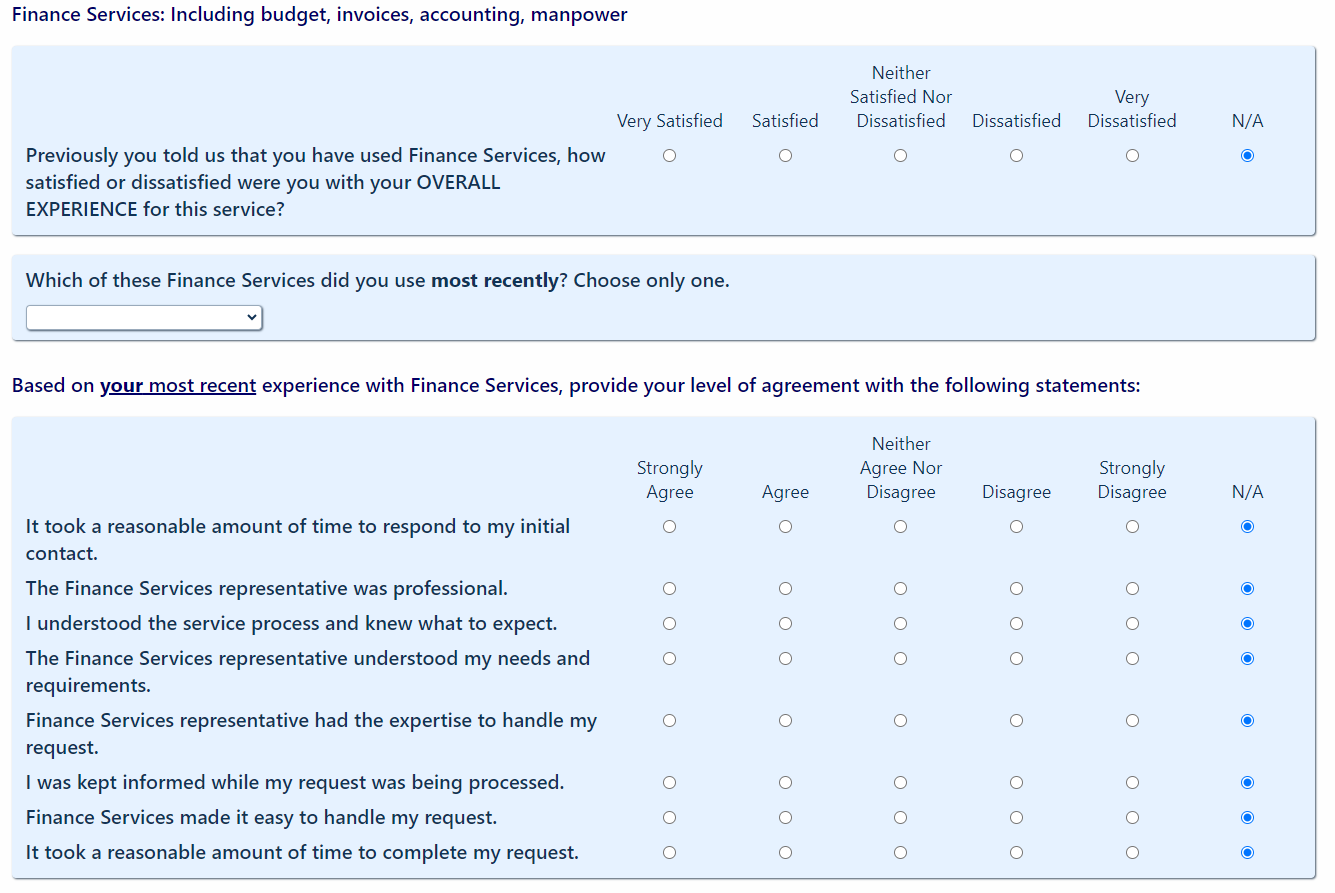 Finance Services: Including budget, invoices, accounting, manpower
Neither
Satisfied Nor
Very
Very Satisfied Satisfied Dissatisfied Dissatisfied Dissatisfied N/A
Previously you told us that you have used Finance Services, how
satisfied or dissatisfied were you with your OVERALL
EXPERIENCE for this service?
Which of these Finance Services did you use most recently? Choose only one.
Based on your most recent experience with Finance Services, provide your level of agreement with the following statements:
Neither
Strongly Agree Nor Strongly
Agree Agree Disagree Disagree Disagree N/A
It took a reasonable amount of time to respond to my initial
contact.
The Finance Services representative was professional.
I understood the service process and knew what to expect.
The Finance Services representative understood my needs and
requirements.
Finance Services representative had the expertise to handle my
request.
I was kept informed while my request was being processed.
Finance Services made it easy to handle my request.
It took a reasonable amount of time to complete my request.